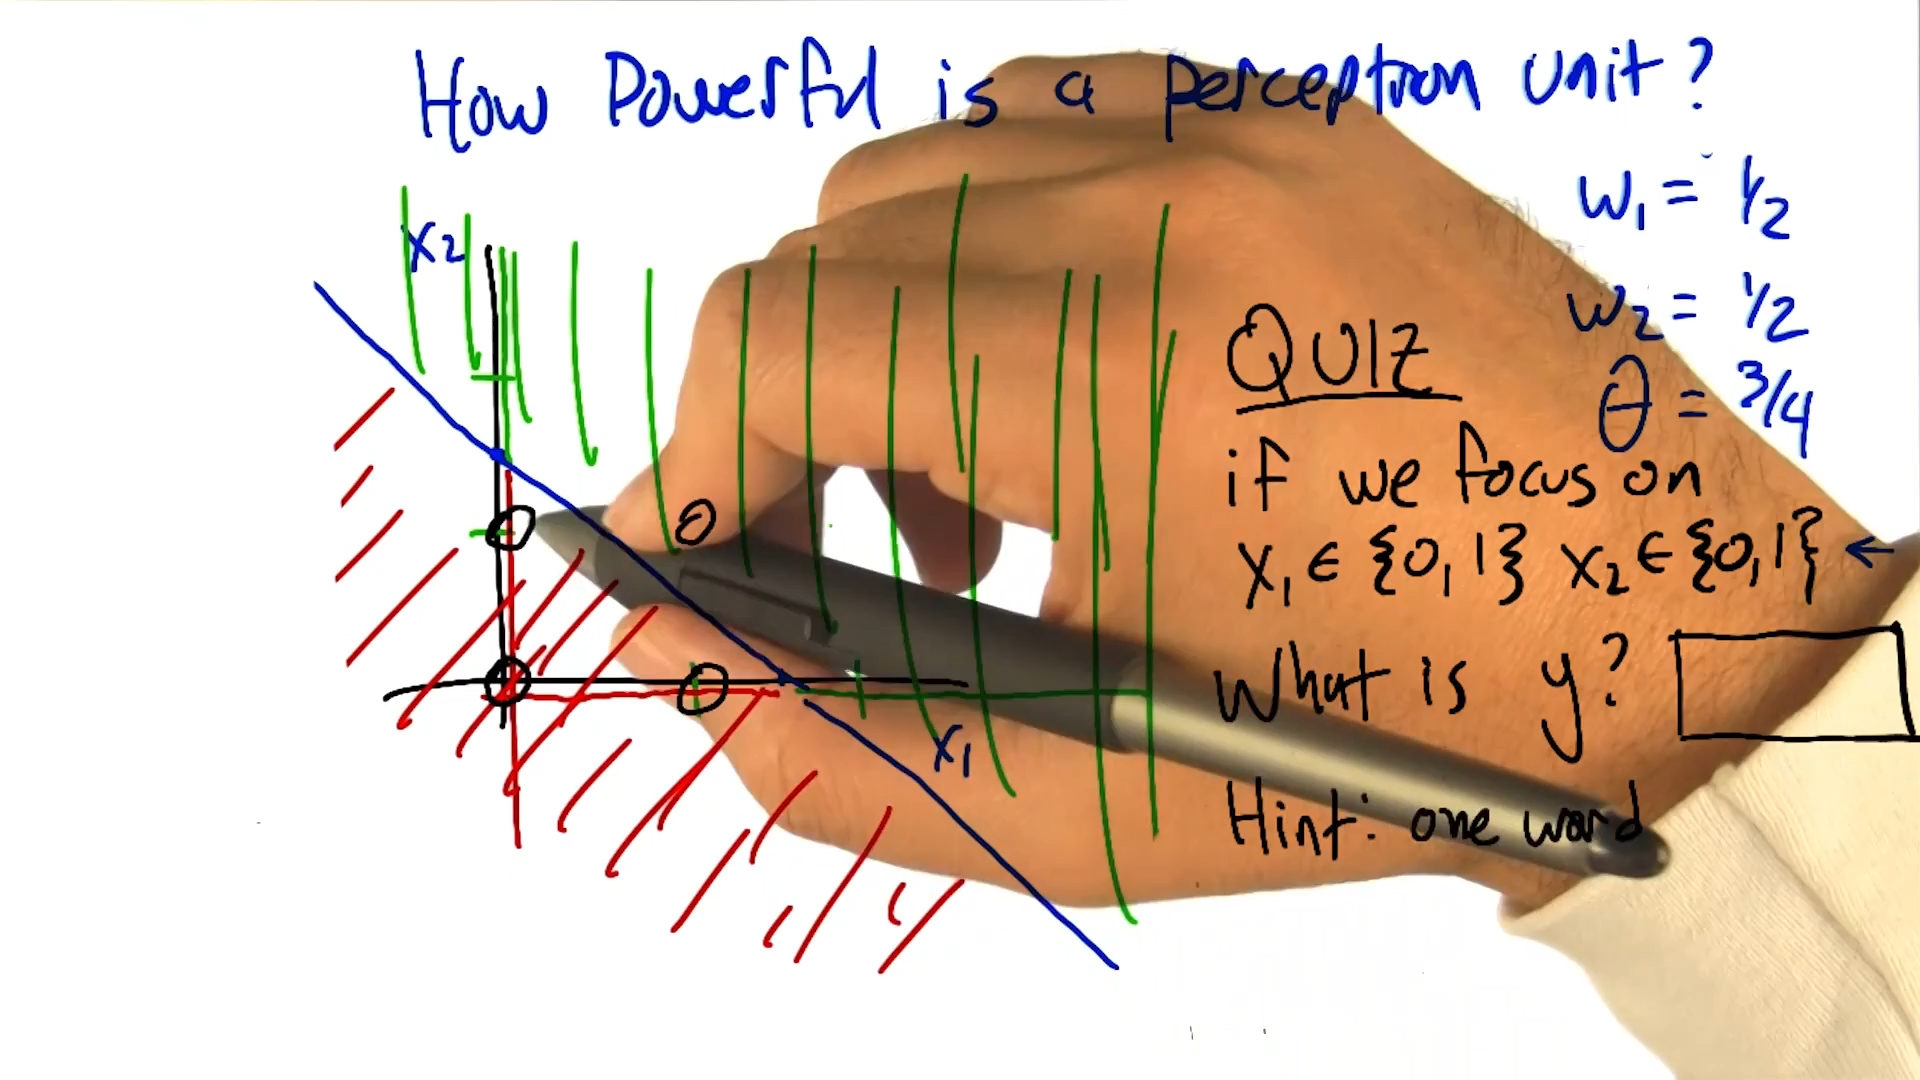 How Powerful is a perceptron unit?
w1 = 1/2
w2 = 1/2
θ = 3/4
x2
x1
QUIZ
if we focus on
x1 ∈ {0,1} x2 ∈ {0,1} ←
What is y?
Hint: one word